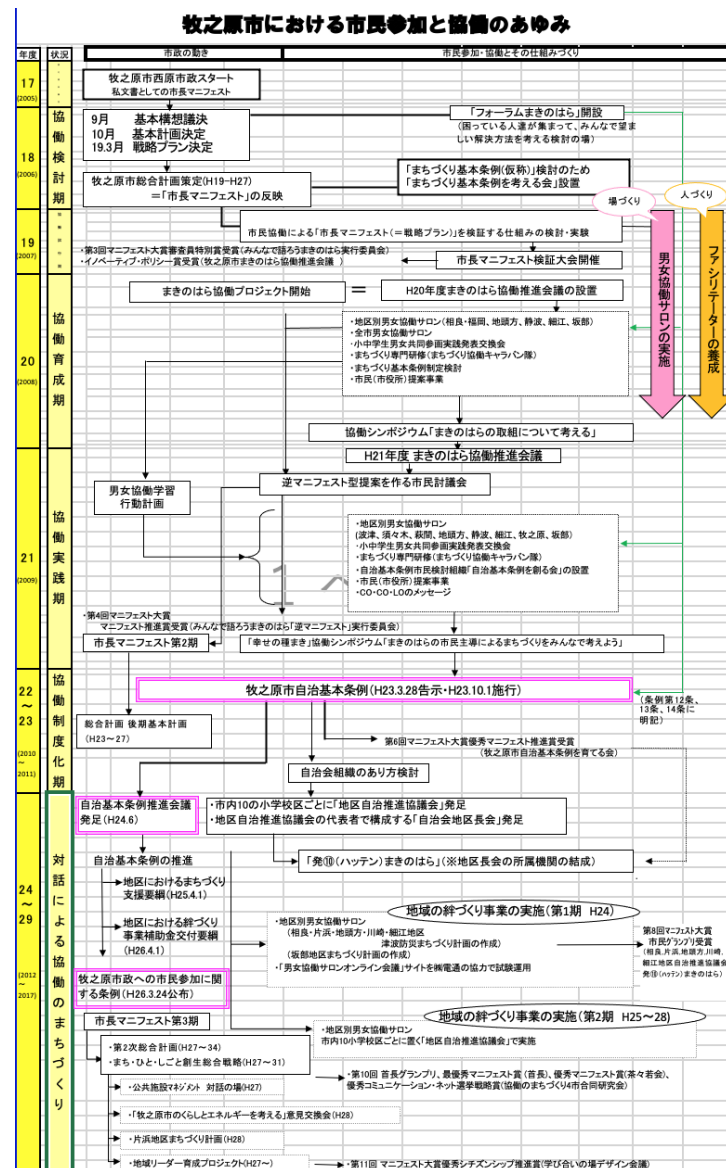 牧之原市における市民参加と協働のあゆみ
年度
状況
市政の動き
市民参加・協働とその仕組みづくり
17
(2005)
牧之原市西原市政スタート
私文書としての市長マニフェスト
18
(2006)
協働検討期
9月 基本構想議決
10月 基本計画決定
19.3月 戦略プラン決定
「フォーラムまきのはら」開設
(困っている人達が集まって、みんなで望ま
しい解決方法を考える検討の場)
牧之原市総合計画策定(H19-H27)
＝「市長マニフェスト」の反映
「まちづくり基本条例(仮称)」検討のため
「まちづくり基本条例を考える会」設置
場づくり
人づくり
男女協働サロンの実施
ファシリテーターの養成
19
(2007)
市民協働による「市長マニフェスト(＝戦略プラン)」を検証する仕組みの検討・実験
・第3回マニフェスト大賞審査員特別賞受賞(みんなで語ろうまきのはら実行委員会)
・イノベーティブ・ポリシー賞受賞(牧之原市まきのはら協働推進会議 )
市長マニフェスト検証大会開催
20
(2008)
協働育成期
まきのはら協働プロジェクト開始
＝
H20年度まきのはら協働推進会議の設置
・地区別男女協働サロン(相良・福岡、地頭方、静波、細江、坂部)
・全市男女協働サロン
・小中学生男女共同参画実践発表交換会
・まちづくり専門研修(まちづくり協働キャラバン隊)
・まちづくり基本条例制定検討
・市民(市役所)提案事業
協働シンポジウム「まきのはらの取組について考える」
H21年度 まきのはら協働推進会議
21
(2009)
協働実践期
男女協働学習
行動計画
逆マニフェスト型提案を作る市民討議会
・地区別男女協働サロン
(波津、須々木、萩間、地頭方、静波、細江、牧之原、坂部)
・小中学生男女共同参画実践発表交換会
・まちづくり専門研修(まちづくり協働キャラバン隊)
・自治基本条例市民検討組織「自治基本条例を創る会」の設置
・市民(市役所)提案事業
・CO・CO・LOのメッセージ
・第4回マニフェスト大賞
マニフェスト推進賞受賞(みんなで語ろうまきのはら「逆マニフェスト」実行委員会)
市長マニフェスト第2期
「幸せの種まき」協働シンポジウム「まきのはらの市民主導によるまちづくりをみんなで考えよう」
22
～
23
(2010
～
2011)
協働制度化期
牧之原市自治基本条例(H23.3.28告示・H23.10.1施行)
(条例第12条、
13条、14条に
明記)
総合計画 後期基本計画
(H23～27)
・第6回マニフェスト大賞優秀マニフェスト推進賞受賞
(牧之原市自治基本条例を育てる会)
自治会組織のあり方検討
24
～
29
(2012
～
2017)
対話による協働のまちづくり
自治基本条例推進会議
発足(H24.6)
・市内10の小学校区ごとに「地区自治推進協議会」発足
・地区自治推進協議会の代表者で構成する「自治会地区長会」発足
自治基本条例の推進
「発⑩(ハッテン)まきのはら」(※地区長会の所属機関の結成)
・地区におけるまちづくり
支援要綱(H25.4.1)
・地区における絆づくり
事業補助金交付要綱
(H26.4.1)
地域の絆づくり事業の実施(第1期 H24)
・地区別男女協働サロン
(相良・片浜・地頭方・川崎・細江地区
津波防災まちづくり計画の作成)
(坂部地区まちづくり計画の作成)
・「男女協働サロンオンライン会議」サイトを㈱電通の協力で試験運用
第8回マニフェスト大賞
市民グランプリ受賞
(相良、片浜、地頭方、川崎、
細江地区自治推進協議会
発⑩(ハッテン)まきのはら)
牧之原市政への市民参加に関
する条例(H26.3.24公布)
市長マニフェスト第3期
地域の絆づくり事業の実施(第2期 H25～28)
・地区別男女協働サロン
市内10小学校区ごとに置く「地区自治推進協議会」で実施
・第2次総合計画(H27～34)
・まち・ひと・しごと創生総合戦略(H27～31)
・第10回 首長グランプリ、最優秀マニフェスト賞(首長)、優秀マニフェスト賞(茶々若会)、
優秀コミュニケーション・ネット選挙戦略賞(協働のまちづくり4市合同研究会)
・公共施設マネジメント 対話の場(H27)
・「牧之原市のくらしとエネルギーを考える」意見交換会(H28)
・片浜地区まちづくり計画(H28)
・地域リーダー育成プロジェクト(H27～)
・第11回 マニフェスト大賞優秀シチズンシップ推進賞(学び合いの場デザイン会議)